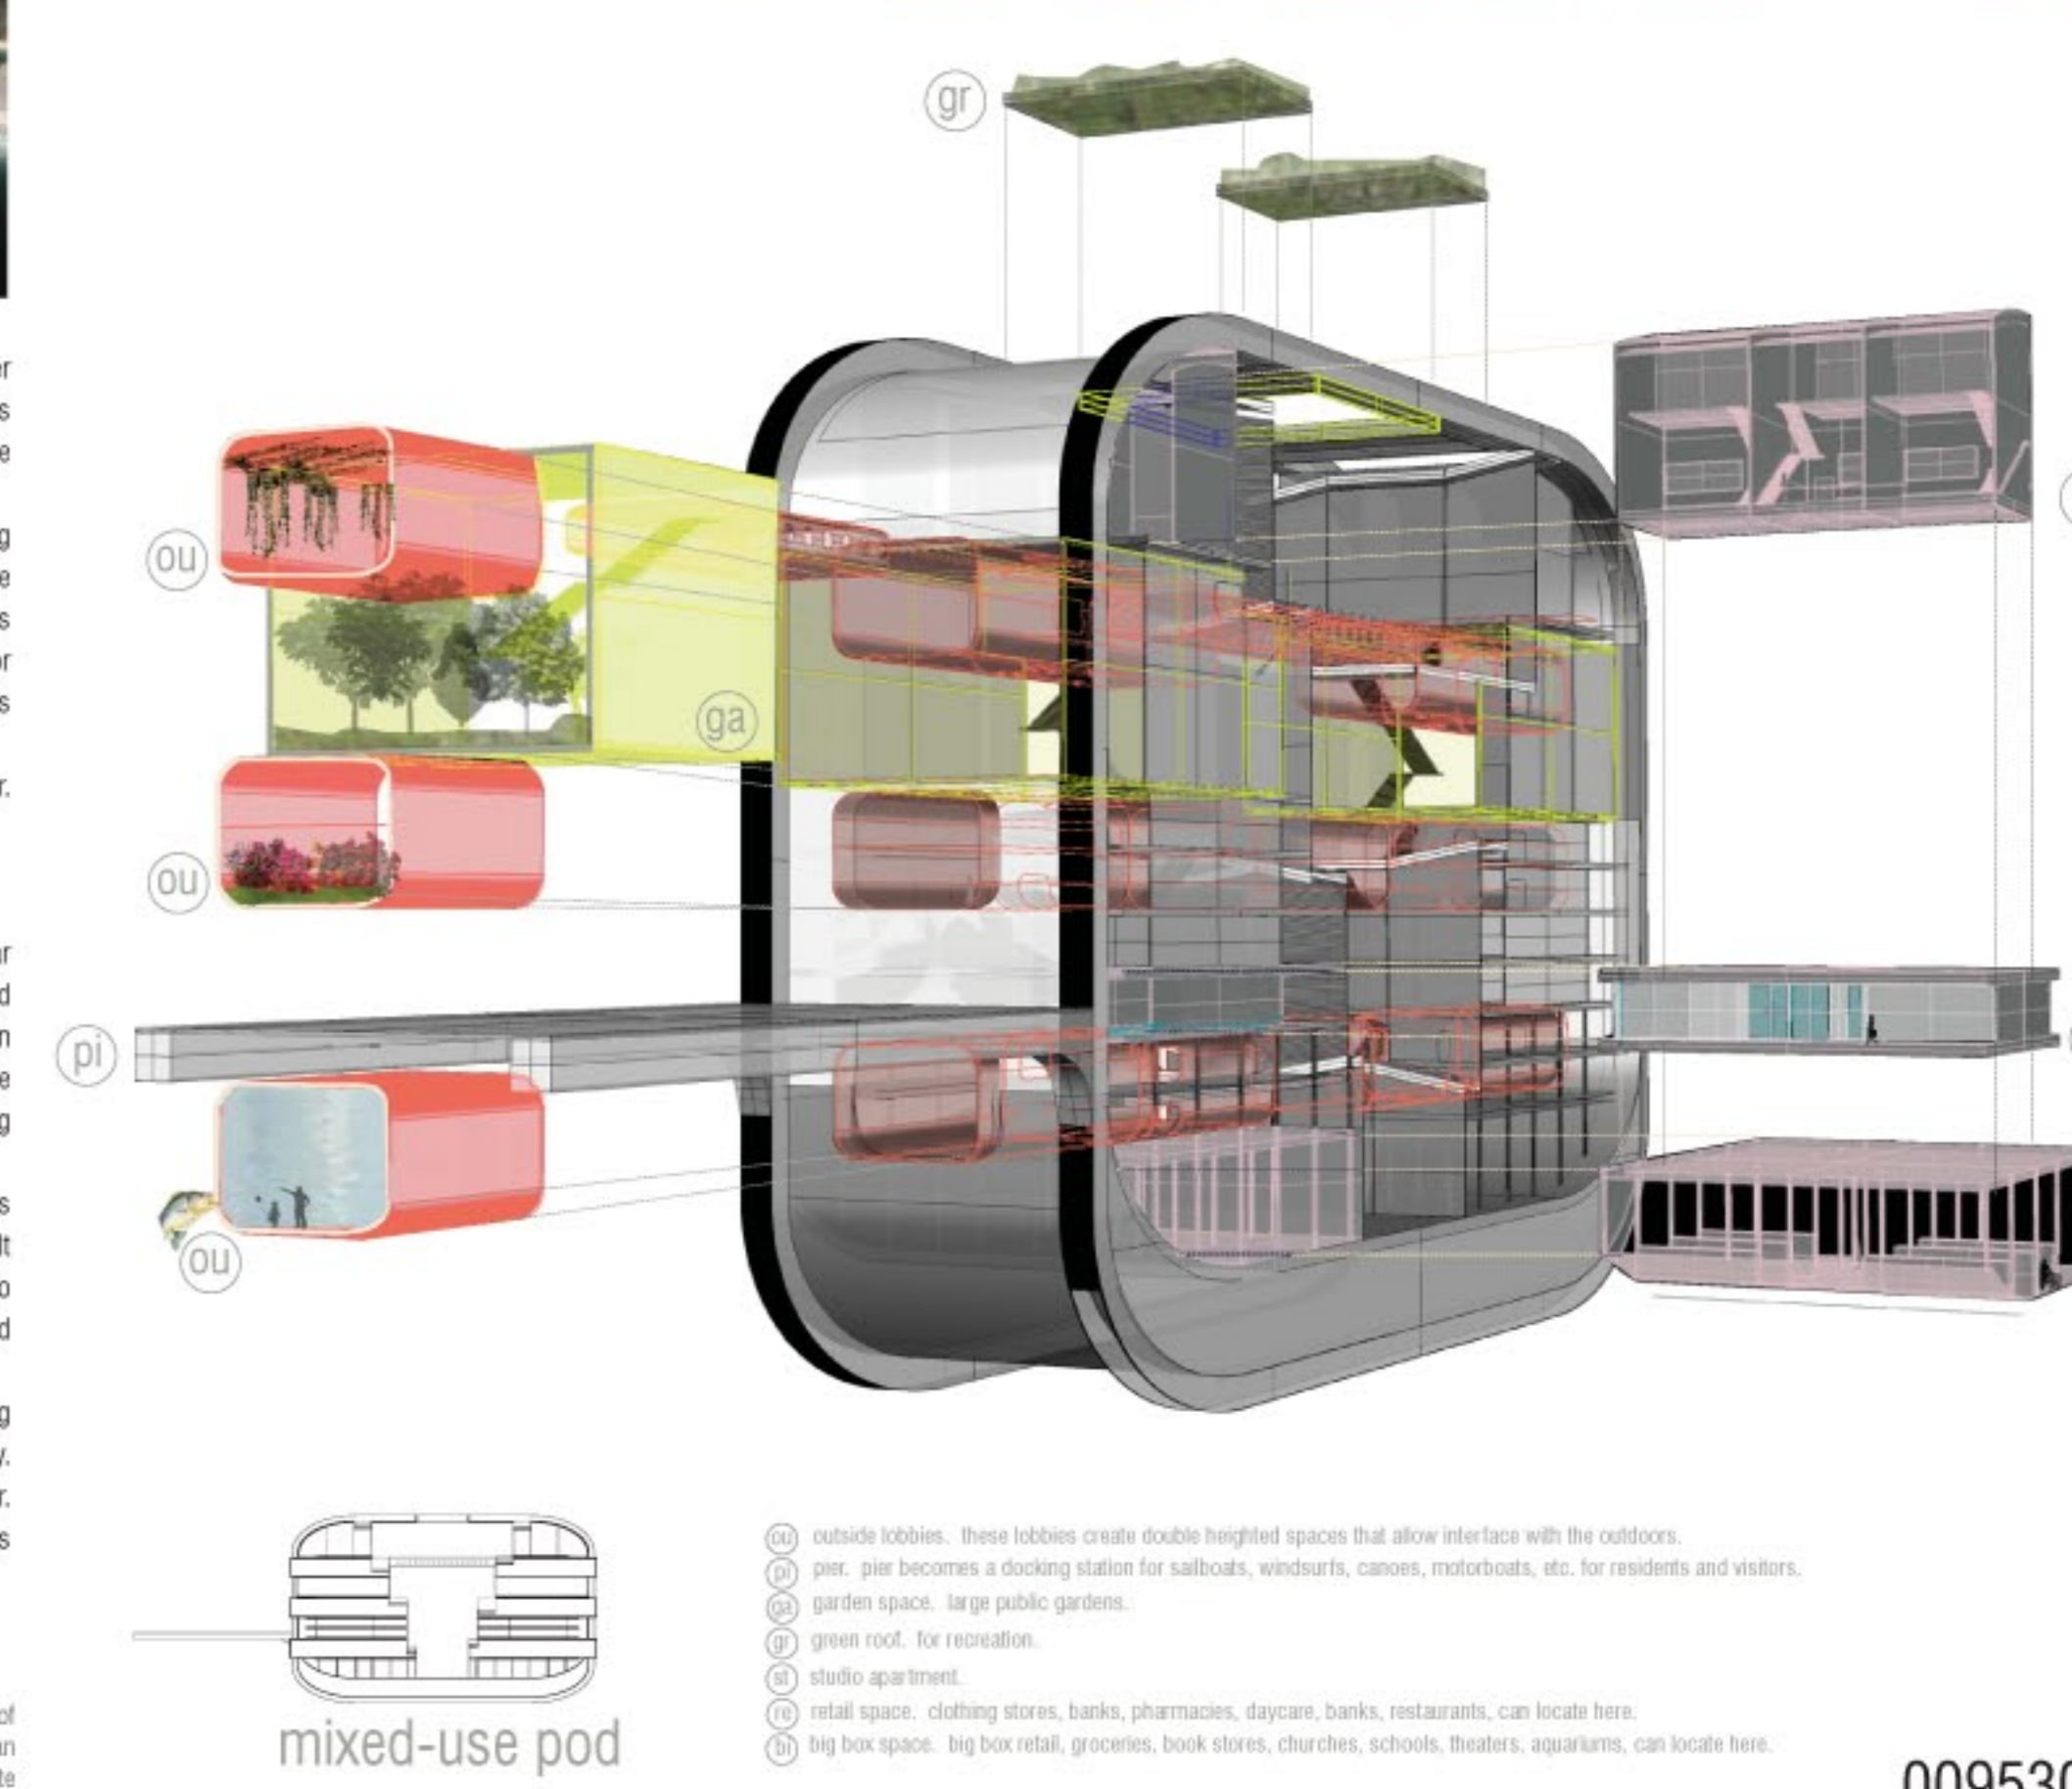 gr
ou
ga
ou
pi
ou
ou outside lobbies. these lobbies create double heighted spaces that allow interface with the outdoors.
pi pier. pier becomes a docking station for sailboats, windsurfs, canoes, motorboats, etc. for residents and visitors.
ga garden space. large public gardens.
gr green roof. for recreation.
st studio apartment.
re retail space. clothing stores, banks, pharmacies, daycare, banks, restaurants, can locate here.
bi big box space. big box retail, groceries, book stores, churches, schools, theaters, aquariums, can locate here.
mixed-use pod